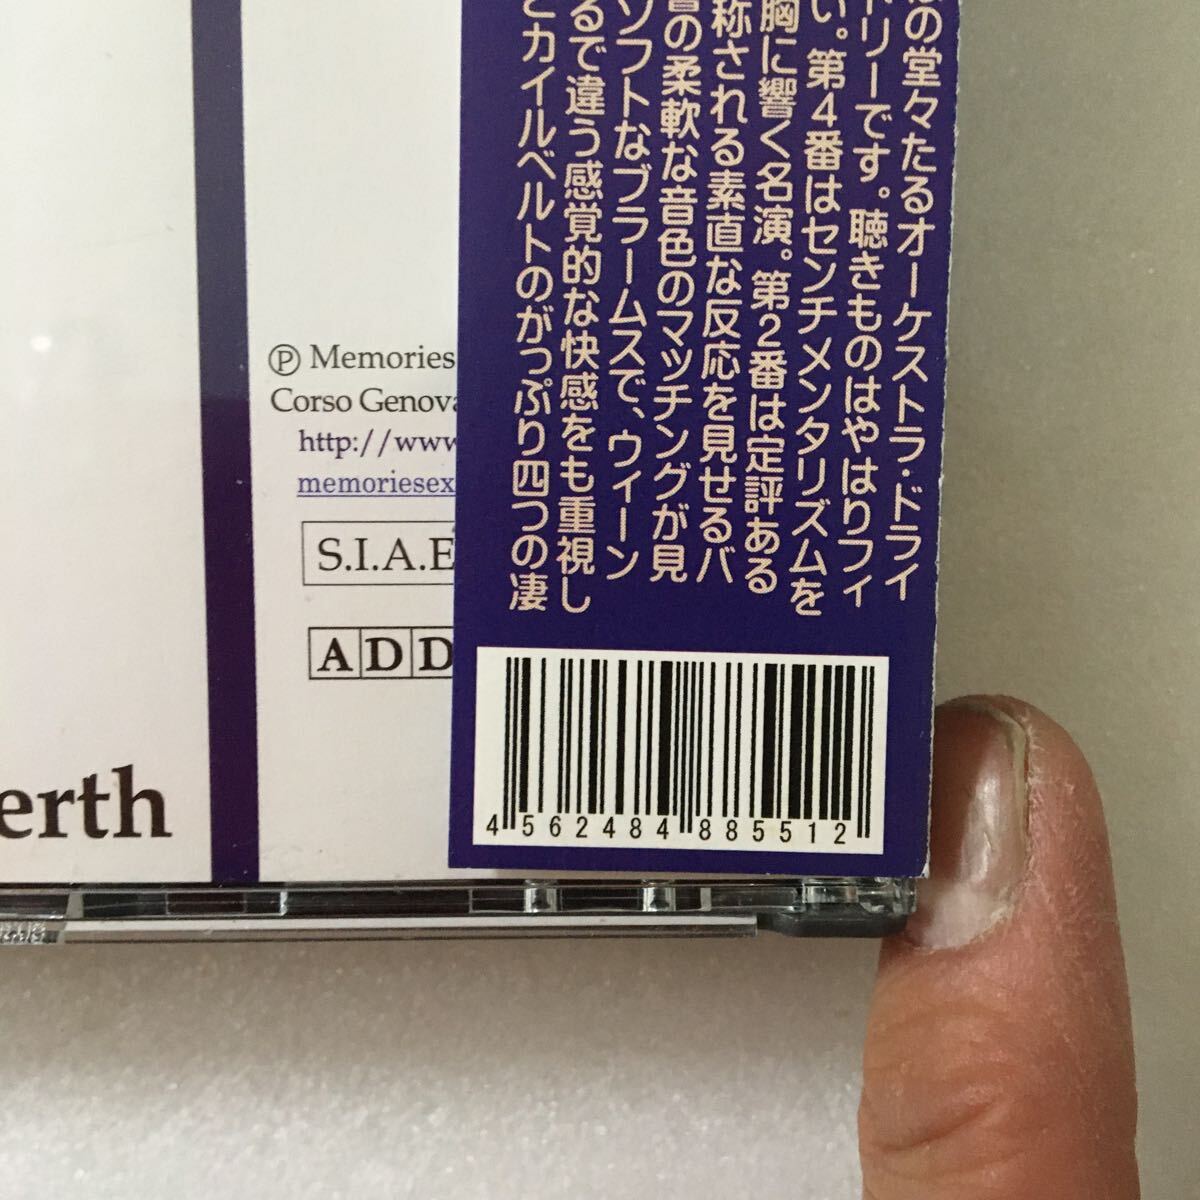 の堂々たるオーケストラ・ドライ
リーです。聴きものはやはりフィ
い。第4番はセンチメンタリズムを
胸に響く名演。第2番は定評ある
称される素直な反応を見せるバ
の柔軟な音色のマッチングが見
ソフトなブラームスで、ウィーン
るで違う感覚的な快感をも重視し
とカイルベルトのがっぷり四つの凄
℗ Memories
Corso Genova
http://www
memoriesex
S.I.A.E
ADD
erth
4562484885512